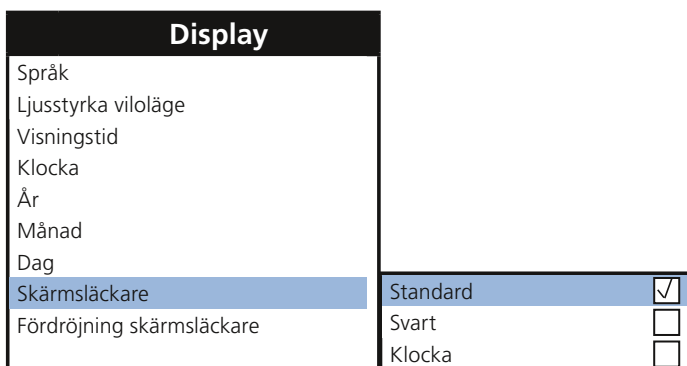 Display
Språk
Ljusstyrka viloläge
Visningstid
Klocka
År
Månad
Dag
Skärmsläckare
Fördröjning skärmsläckare
Standard
Svart
Klocka